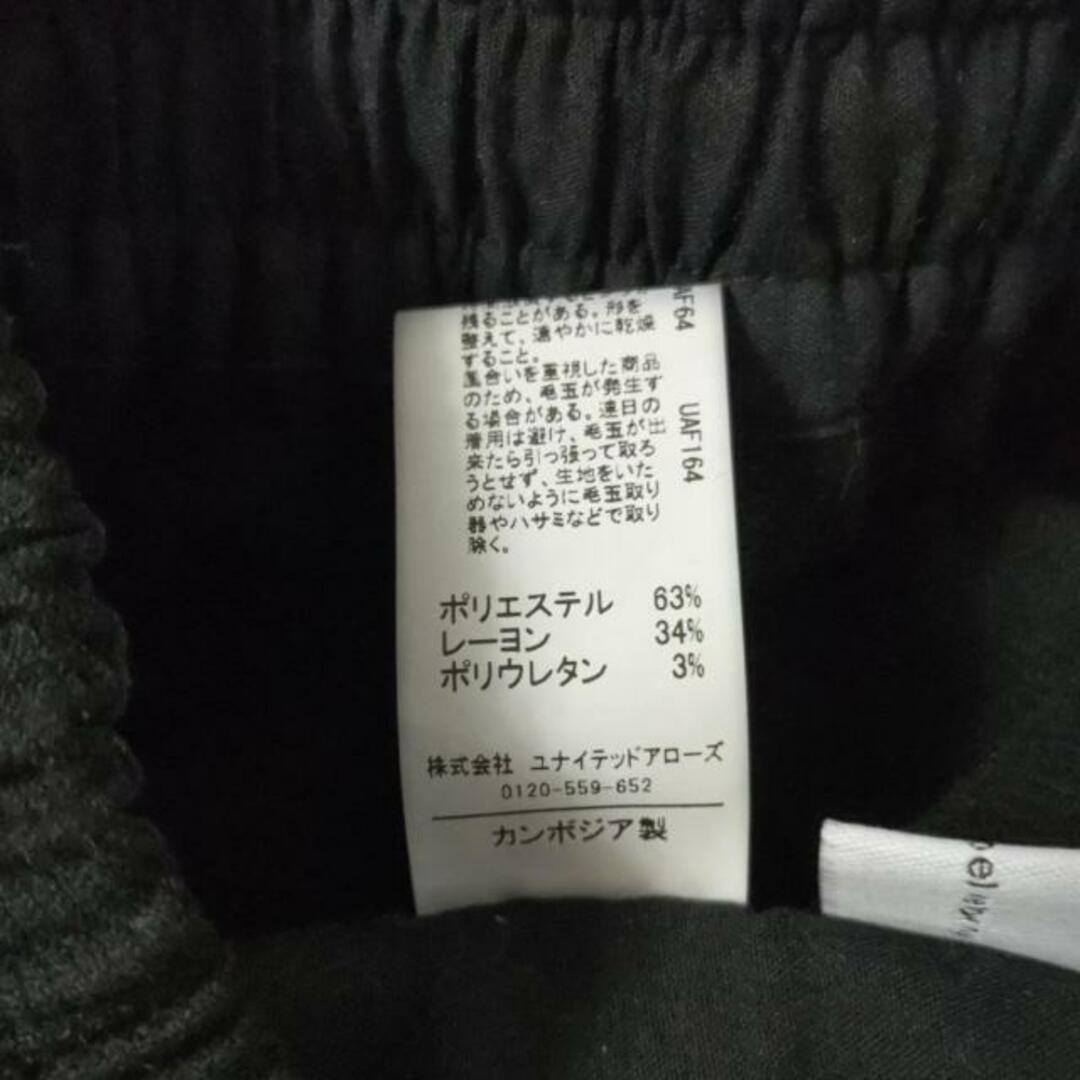 残ることがある。形を
整えて、速やかに乾燥
すること。
風合いを重視した商品
のため、毛玉が発生す
る場合がある。連日の
着用は避け、毛玉が出
来たら引っ張って取ろ
うとせず、生地をいた
めないように毛玉取り
器やハサミなどで取り
除く。
AF64
UAF164
ポリエステル 63%
レーヨン 34%
ポリウレタン 3%
株式会社 ユナイテッドアローズ
0120-559-652
カンボジア製